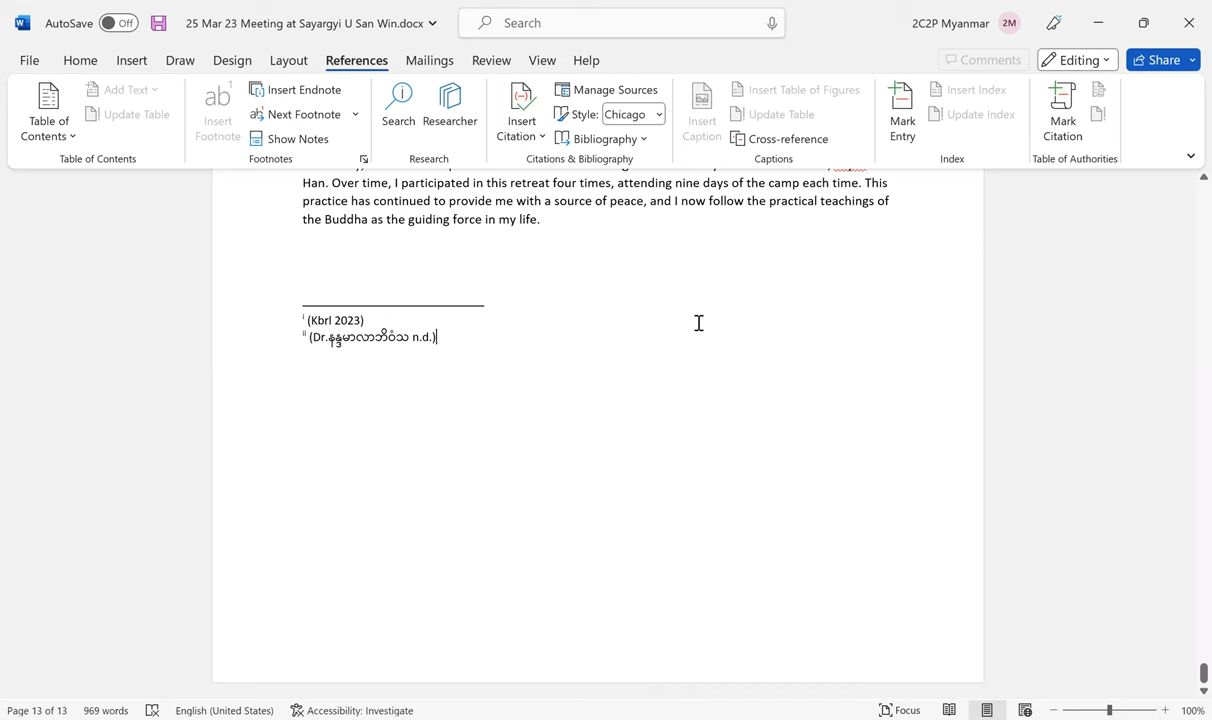 AutoSave Off 25 Mar 23 Meeting at Sayargyi U San Win.docx Search 2C2P Myanmar 2M
File Home Insert Draw Design Layout References Mailings Review View Help Comments Editing Share
Table of Contents
Add Text
Update Table
Table of Contents
ab Insert Footnote
Insert Endnote
Next Footnote
Show Notes
Footnotes
Search
Researcher
Research
Insert Citation
Manage Sources
Style: Chicago
Bibliography
Citations & Bibliography
Insert Caption
Insert Table of Figures
Update Table
Cross-reference
Captions
Mark Entry
Insert Index
Update Index
Index
Mark Citation
Table of Authorities
Han. Over time, I participated in this retreat four times, attending nine days of the camp each time. This
practice has continued to provide me with a source of peace, and I now follow the practical teachings of
the Buddha as the guiding force in my life.
i (Kbrl 2023)
ii (Dr.နန္ဒမာလာဘိဝံသ n.d.)
Page 13 of 13 969 words English (United States) Accessibility: Investigate Focus 100%